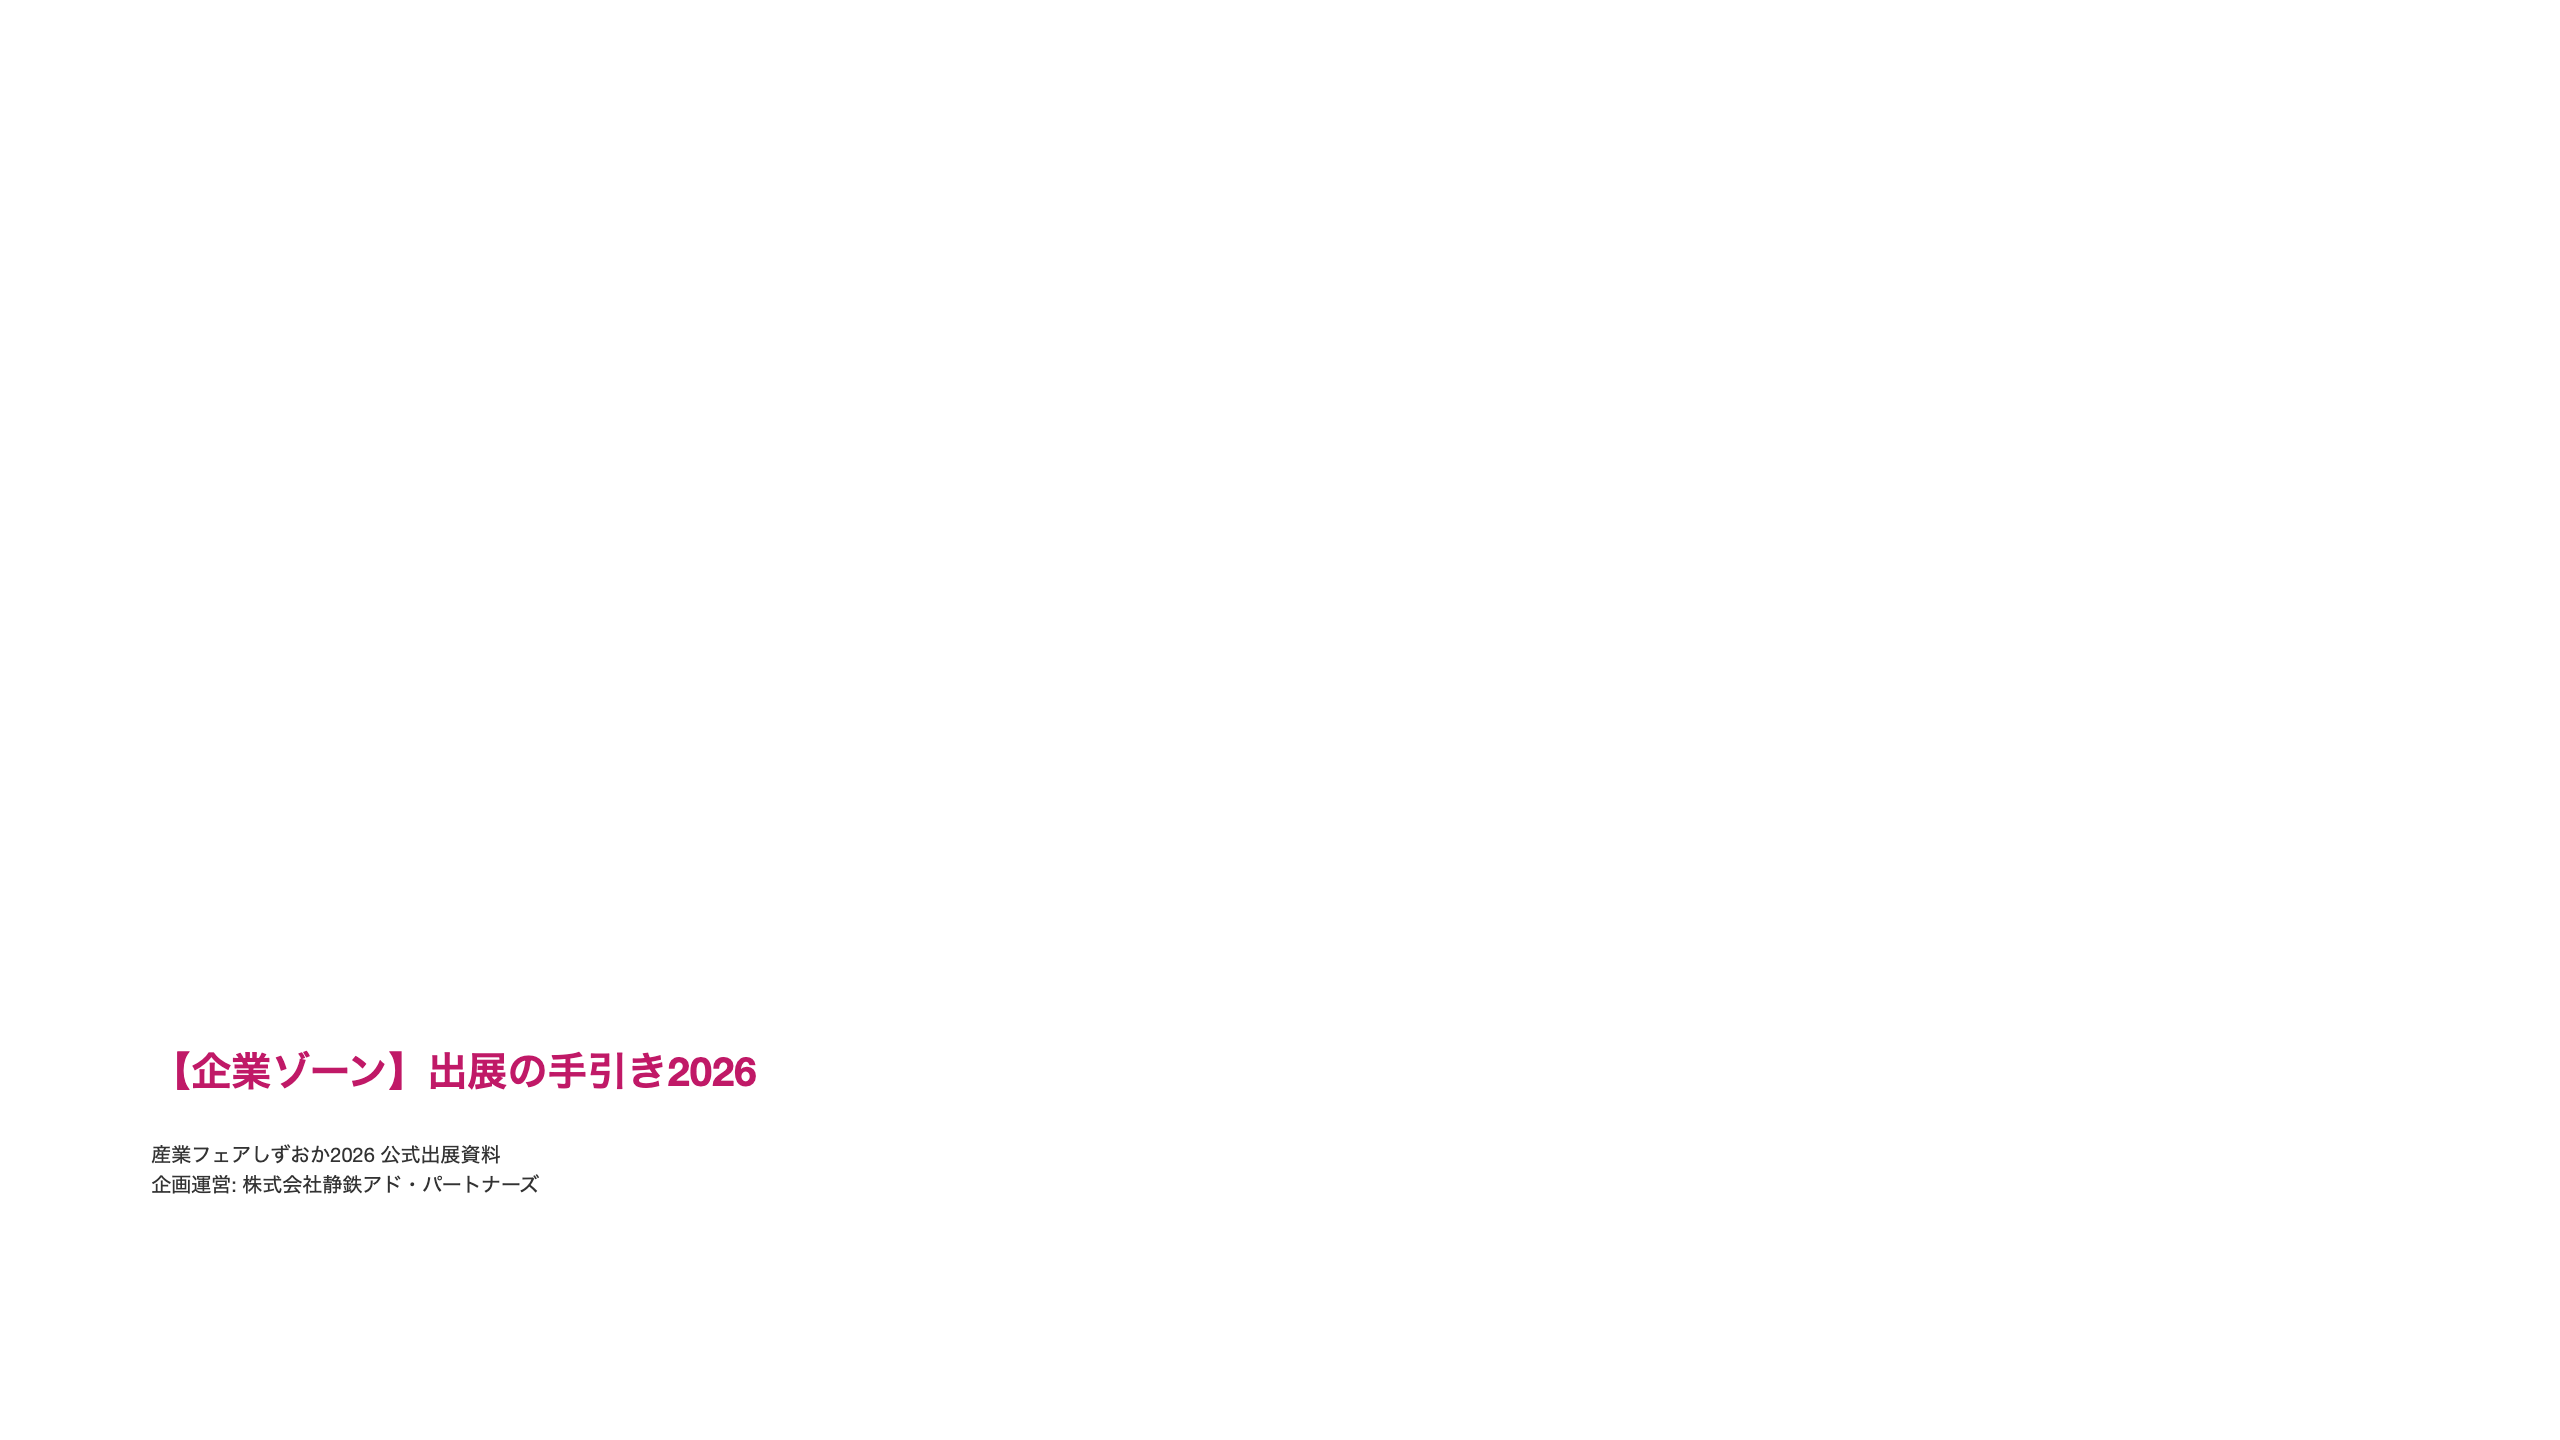 【企業ゾーン】出展の手引き2026
産業フェアしずおか2026 公式出展資料
企画運営: 株式会社静鉄アド・パートナーズ